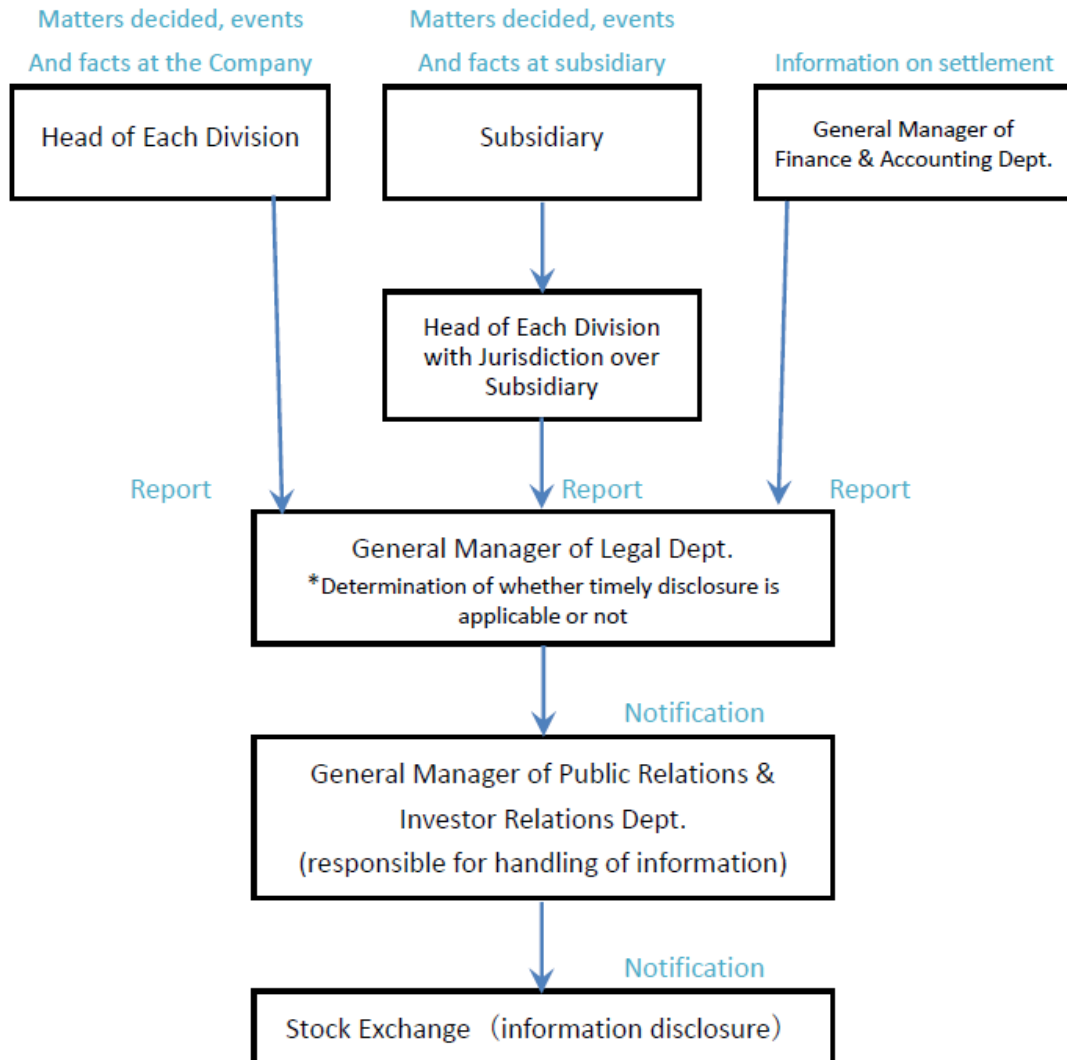 Matters decided, events
And facts at the Company
Matters decided, events
And facts at subsidiary
Information on settlement
Head of Each Division
Subsidiary
General Manager of
Finance & Accounting Dept.
Head of Each Division
with Jurisdiction over
Subsidiary
Report
Report
Report
General Manager of Legal Dept.
*Determination of whether timely disclosure is
applicable or not
Notification
General Manager of Public Relations &
Investor Relations Dept.
(responsible for handling of information)
Notification
Stock Exchange（information disclosure）